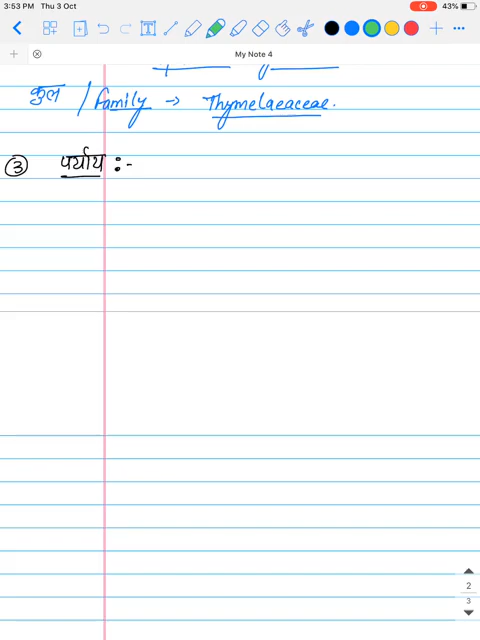 3:53 PM Thu 3 Oct 43%
My Note 4
कुल / Family → Thymelaeaceae.
③ पर्याय :-
2
3